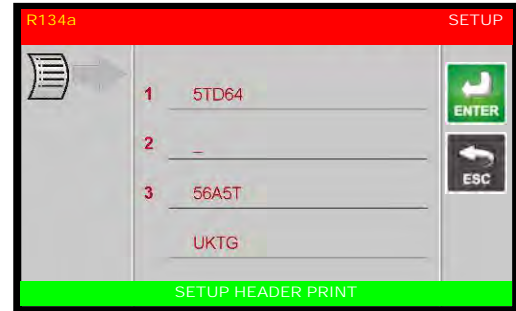 R134a SETUP
1 5TD64
ENTER
2 _
ESC
3 56A5T
UKTG
SETUP HEADER PRINT